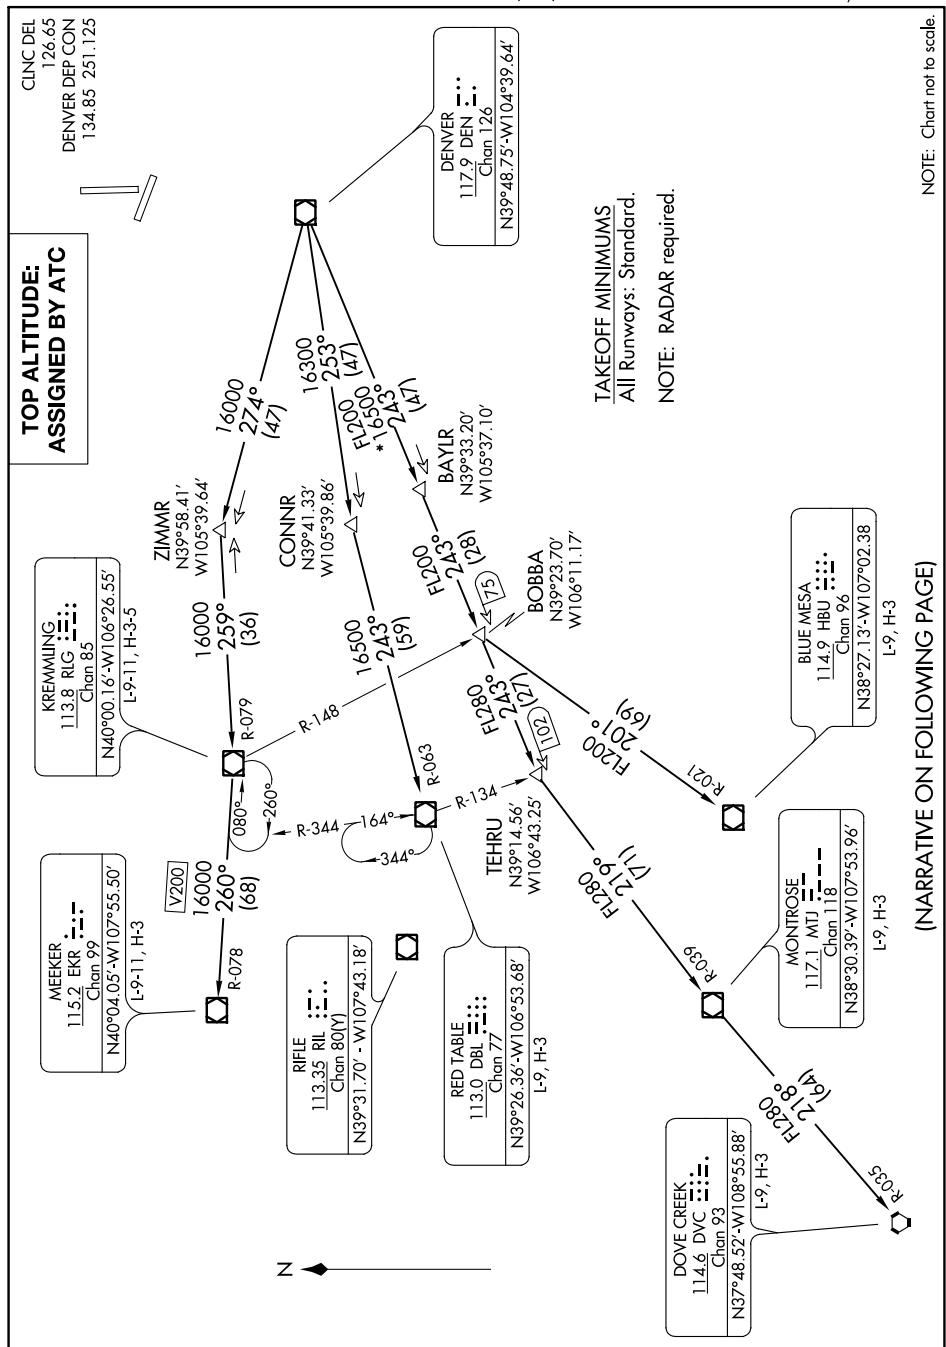 CLNC DEL
126.65
DENVER DEP CON
134.85 251.125
TOP ALTITUDE:
ASSIGNED BY ATC
DENVER
117.9 DEN
Chan 126
N39°48.75'-W104°39.64'
16000
274°
(47)
16300
253°
(47)
FL200
*16500
243°
(47)
ZIMMR
N39°58.41'
W105°39.64'
CONNR
N39°41.33'
W105°39.86'
BAYLR
N39°33.20'
W105°37.10'
TAKEOFF MINIMUMS
All Runways: Standard.
NOTE: RADAR required.
NOTE: Chart not to scale.
KREMMLING
113.8 RLG
Chan 85
N40°00.16'-W106°26.55'
L-9-11, H-3-5
16000
259°
(36)
R-079
16500
243°
(59)
R-063
FL200
243°
(28)
75
BOBBA
N39°23.70'
W106°11.17'
R-148
080°
260°
R-344
164°
344°
R-134
FL280
243°
(27)
102
TEHRU
N39°14.56'
W106°43.25'
FL200
201°
(69)
R-021
BLUE MESA
114.9 HBU
Chan 96
N38°27.13'-W107°02.38
L-9, H-3
MEEKER
115.2 EKR
Chan 99
N40°04.05'-W107°55.50'
L-9-11, H-3
V200
16000
260°
(68)
R-078
RIFLE
113.35 RIL
Chan 80(Y)
N39°31.70' - W107°43.18'
RED TABLE
113.0 DBL
Chan 77
N39°26.36'-W106°53.68'
L-9, H-3
FL280
219°
(71)
R-039
MONTROSE
117.1 MTJ
Chan 118
N38°30.39'-W107°53.96'
L-9, H-3
FL280
218°
(64)
R-035
DOVE CREEK
114.6 DVC
Chan 93
N37°48.52'-W108°55.88'
L-9, H-3
N
(NARRATIVE ON FOLLOWING PAGE)